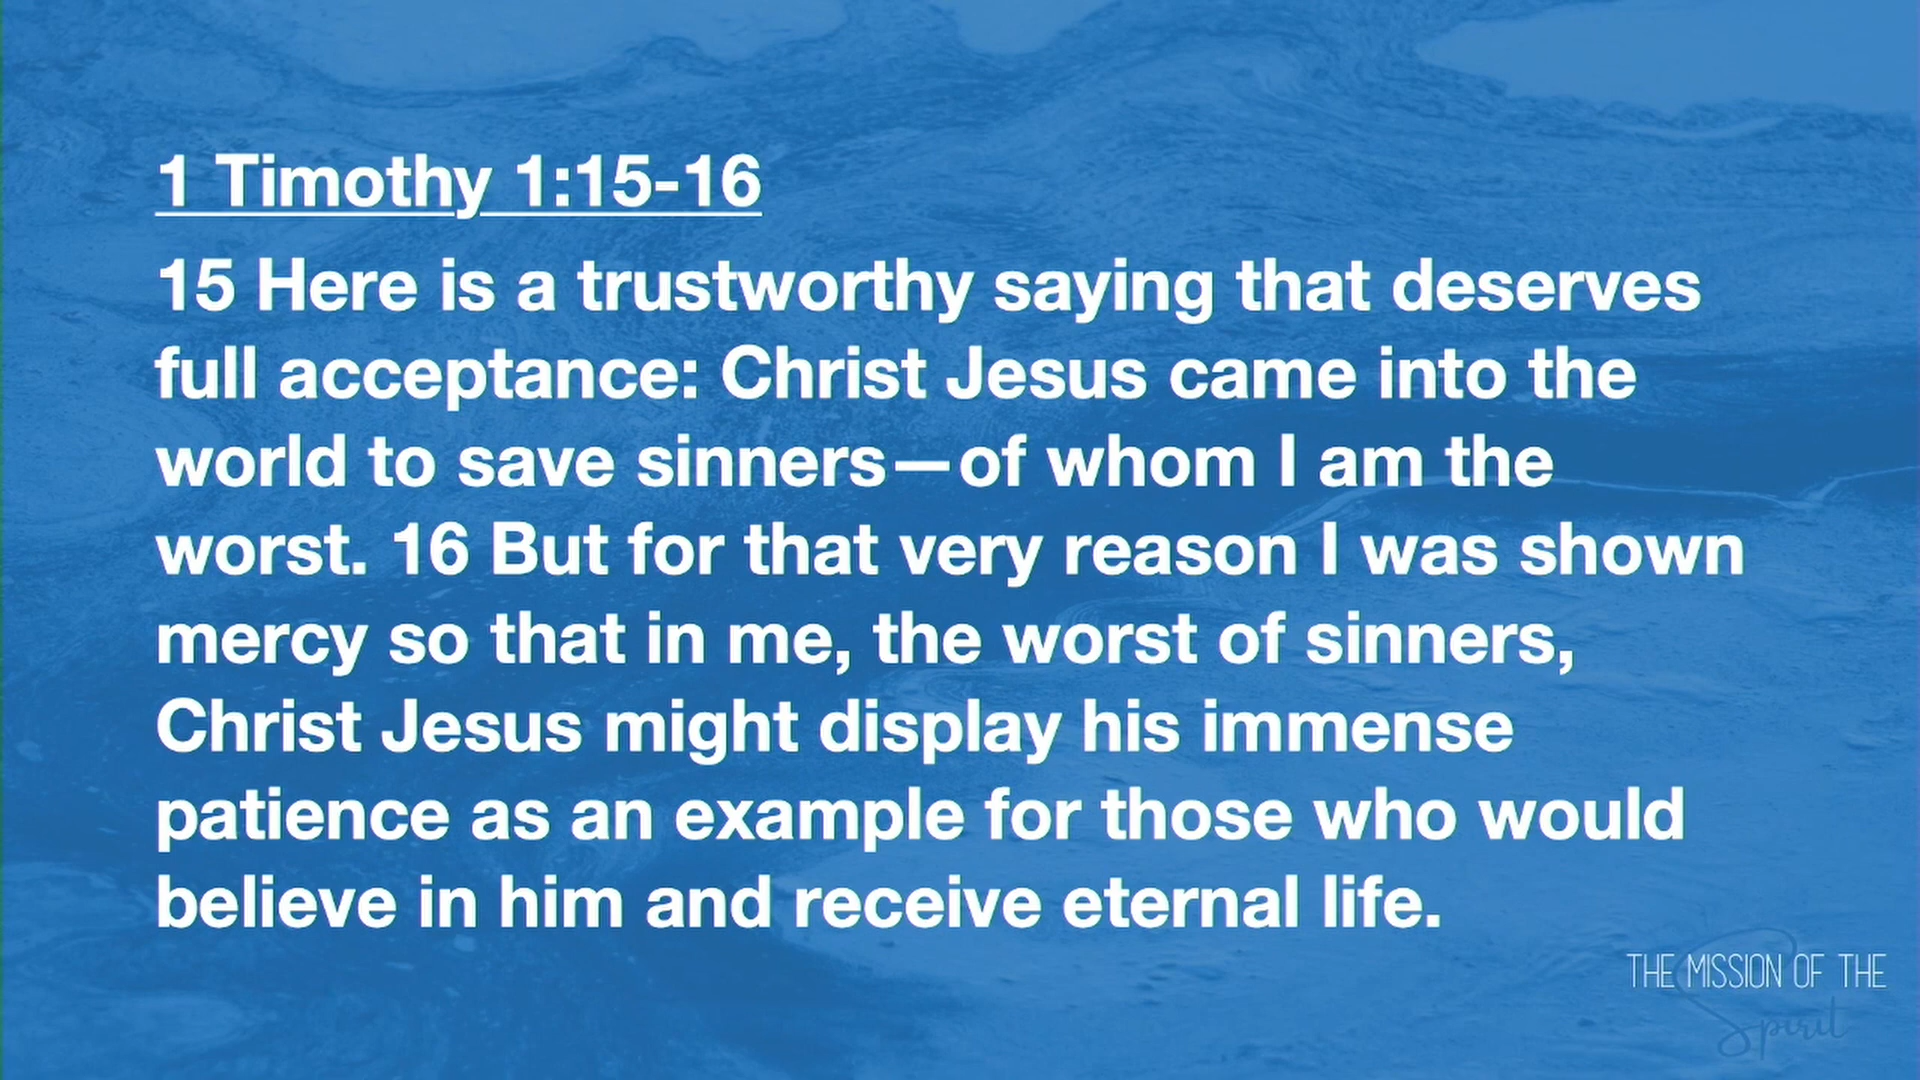 1 Timothy 1:15-16
15 Here is a trustworthy saying that deserves
full acceptance: Christ Jesus came into the
world to save sinners—of whom I am the
worst. 16 But for that very reason I was shown
mercy so that in me, the worst of sinners,
Christ Jesus might display his immense
patience as an example for those who would
believe in him and receive eternal life.
THE MISSION OF THE
Spirit